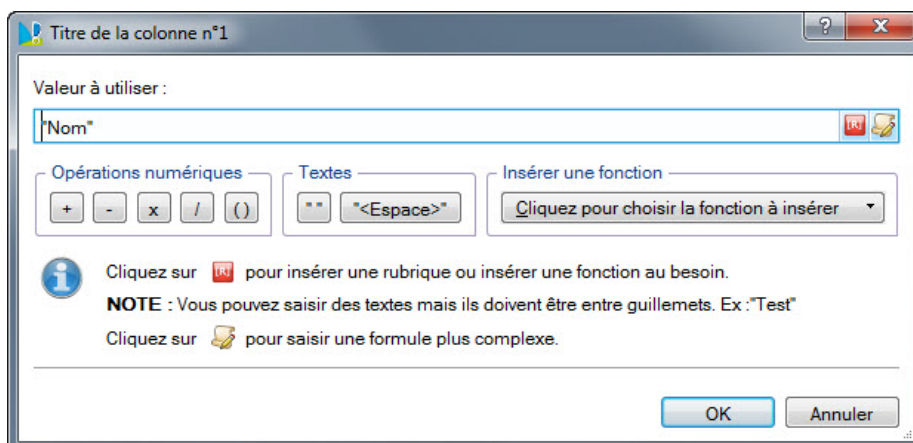 Titre de la colonne n°1
Valeur à utiliser :
"Nom"
[R]
Opérations numériques
Textes
Insérer une fonction
+ - x / ( )
" " "<Espace>"
Cliquez pour choisir la fonction à insérer
Cliquez sur [R] pour insérer une rubrique ou insérer une fonction au besoin.
NOTE : Vous pouvez saisir des textes mais ils doivent être entre guillemets. Ex :"Test"
Cliquez sur pour saisir une formule plus complexe.
OK Annuler